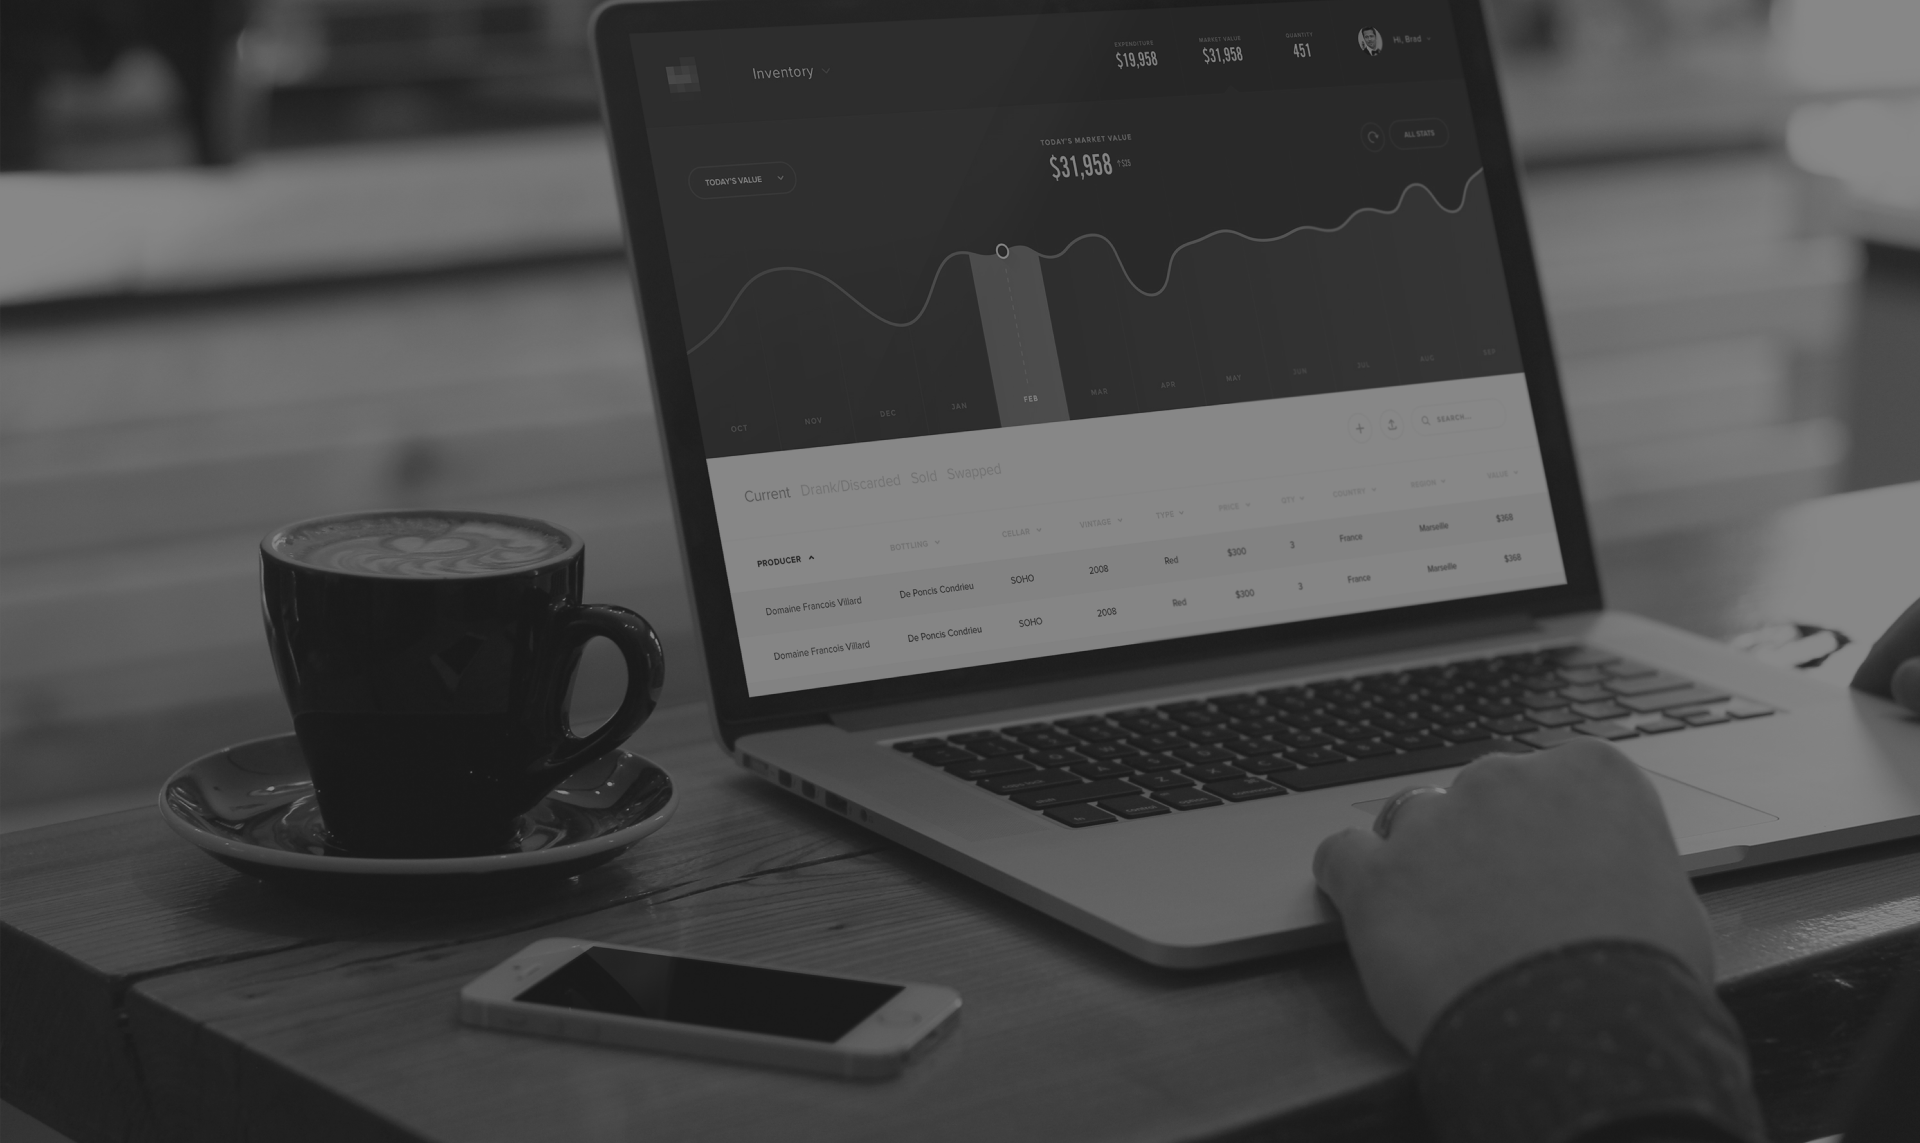 EXPENDITURE MARKET VALUE QUANTITY
Inventory $19,958 $31,958 451 Hi, Brad
TODAY'S MARKET VALUE
ALL STATS
TODAY'S VALUE $31,958
OCT NOV DEC JAN FEB MAR APR MAY JUN JUL AUG SEP
SEARCH...
Current Drank/Discarded Sold Swapped
PRODUCER BOTTLING CELLAR VINTAGE TYPE PRICE QTY COUNTRY REGION VALUE
Domaine Francois Villard De Poncis Condrieu SOHO 2008 Red $300 3 France Marseille $368
Domaine Francois Villard De Poncis Condrieu SOHO 2008 Red $300 3 France Marseille $368